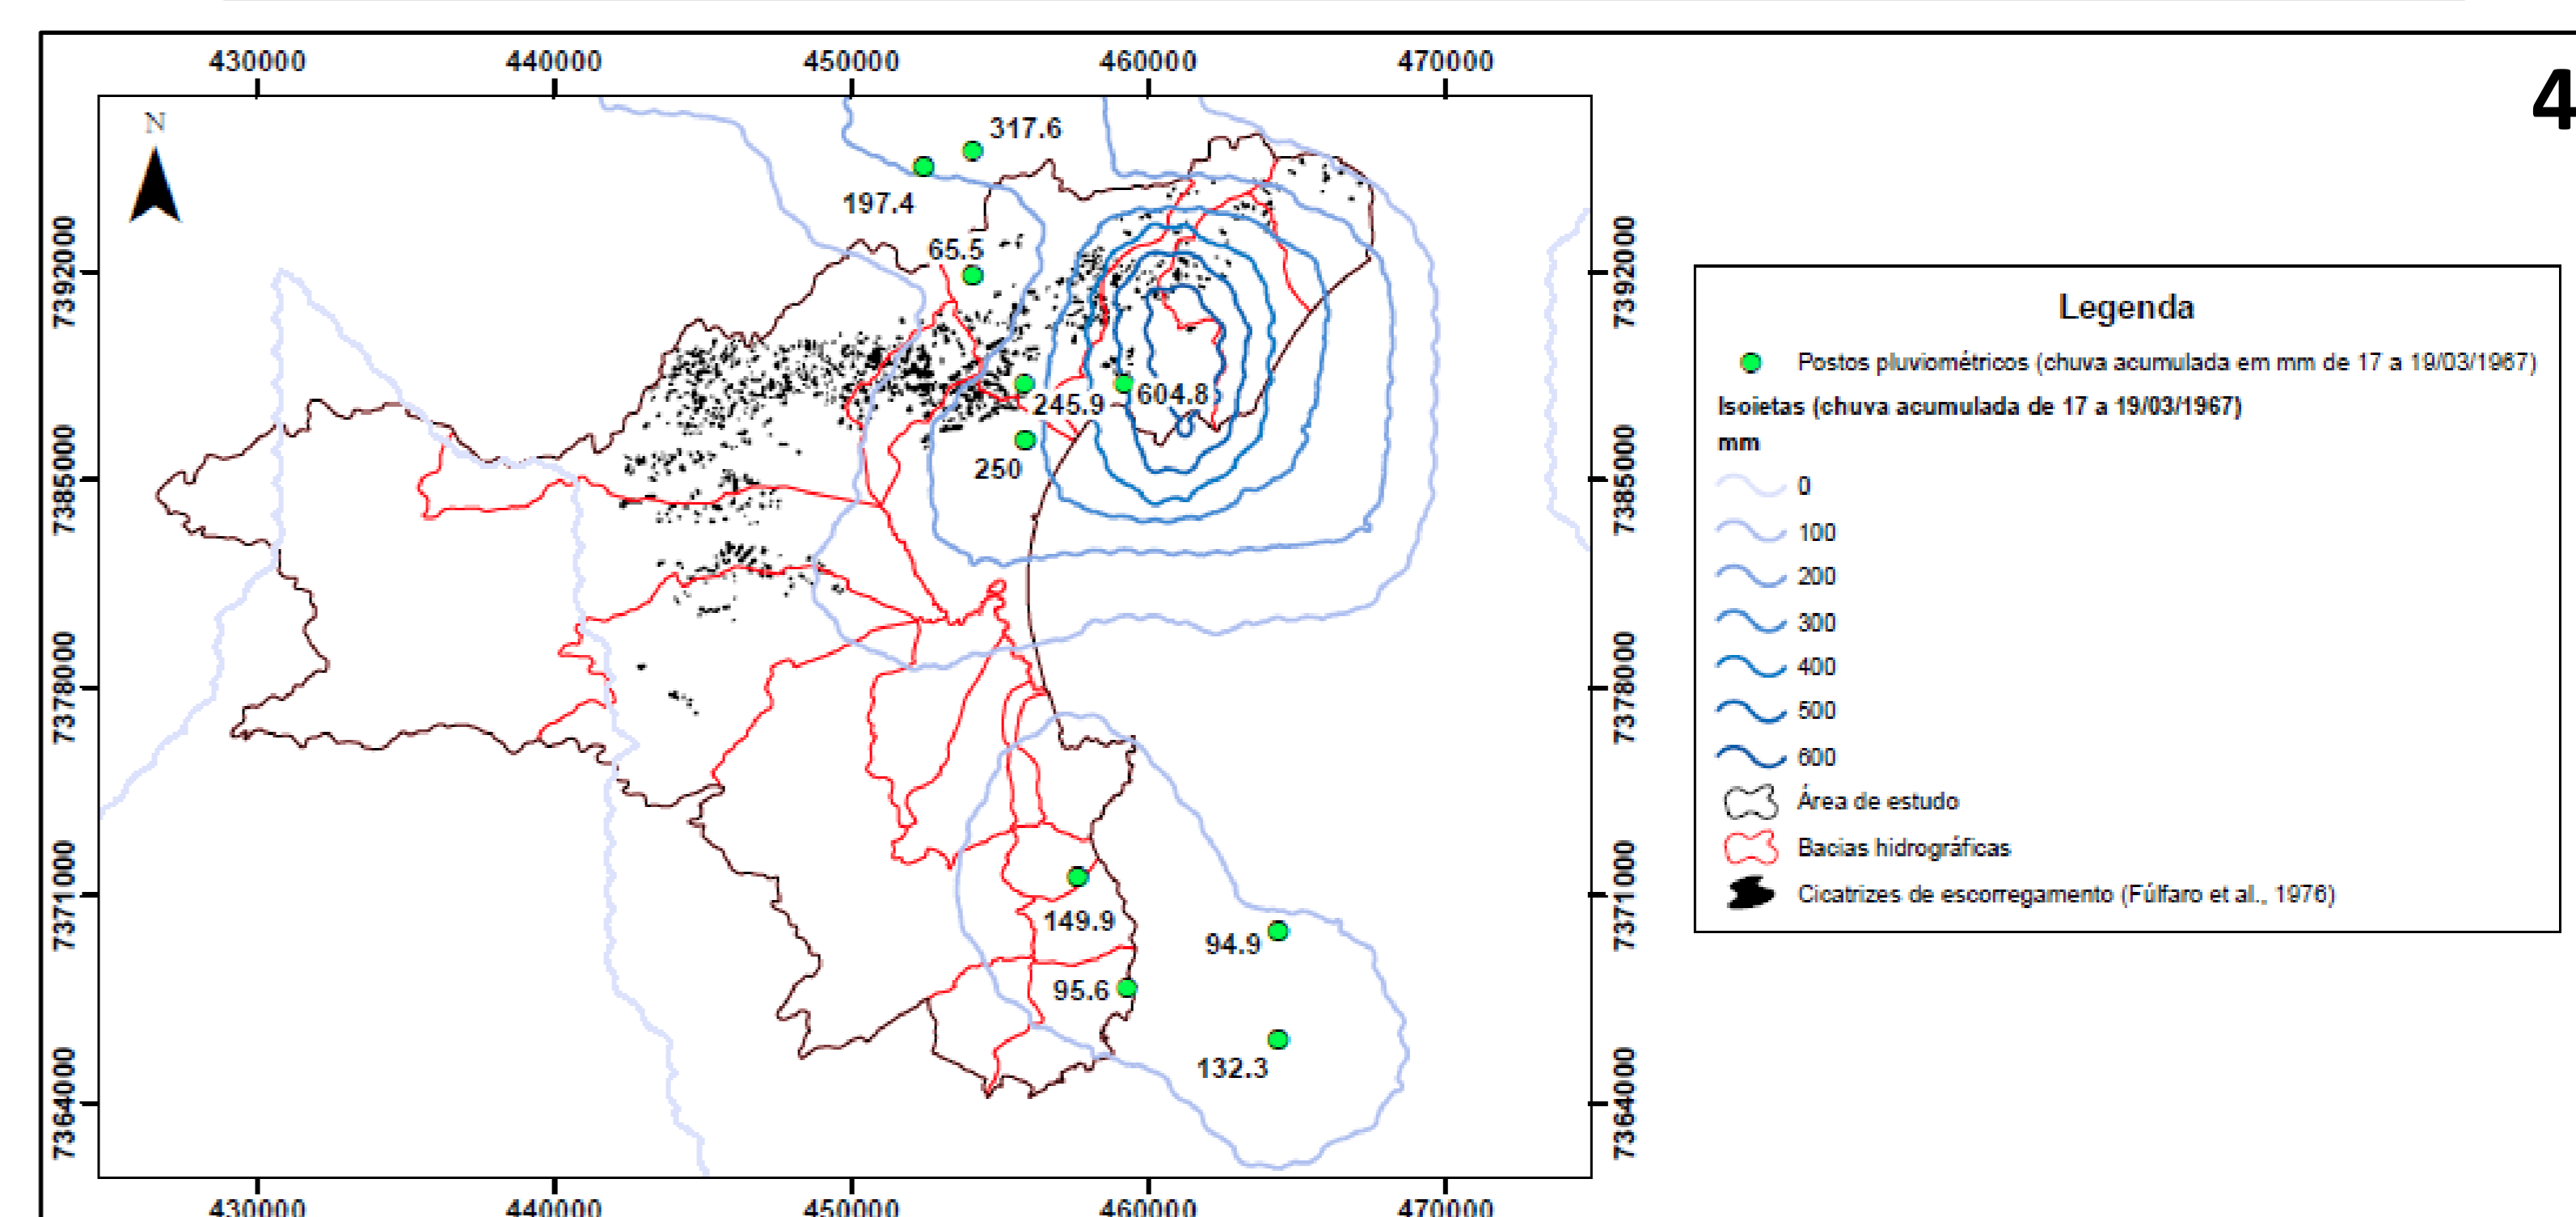 4
430000 440000 450000 460000 470000
N
317.6
197.4
65.5
245.9
604.8
250
149.9
94.9
95.6
132.3
7392000
7385000
7378000
7371000
7364000
7392000
7385000
7378000
7371000
7364000
430000 440000 450000 460000 470000
Legenda
Postos pluviométricos (chuva acumulada em mm de 17 a 19/03/1967)
Isoietas (chuva acumulada de 17 a 19/03/1967)
mm
0
100
200
300
400
500
600
Área de estudo
Bacias hidrográficas
Cicatrizes de escorregamento (Fúlfaro et al., 1976)